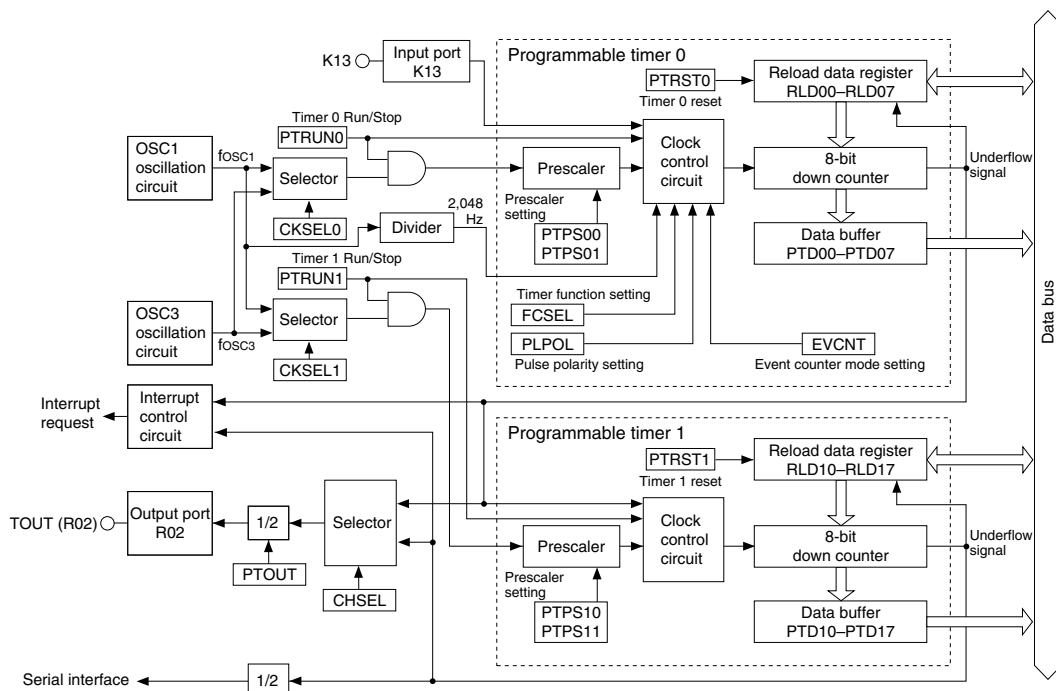 K13
Input port
K13
Programmable timer 0
PTRST0
Timer 0 reset
Reload data register
RLD00–RLD07
Timer 0 Run/Stop
PTRUN0
OSC1
oscillation
circuit
fOSC1
Selector
CKSEL0
Prescaler
Prescaler
setting
PTPS00
PTPS01
Clock
control
circuit
8-bit
down counter
Underflow
signal
Data buffer
PTD00–PTD07
2,048
Hz
Divider
Timer 1 Run/Stop
PTRUN1
OSC3
oscillation
circuit
fOSC3
Selector
CKSEL1
Timer function setting
FCSEL
PLPOL
Pulse polarity setting
EVCNT
Event counter mode setting
Data bus
Interrupt
request
Interrupt
control
circuit
Programmable timer 1
PTRST1
Timer 1 reset
Reload data register
RLD10–RLD17
TOUT (R02)
Output port
R02
1/2
PTOUT
Selector
CHSEL
Prescaler
Prescaler
setting
PTPS10
PTPS11
Clock
control
circuit
8-bit
down counter
Underflow
signal
Data buffer
PTD10–PTD17
Serial interface
1/2